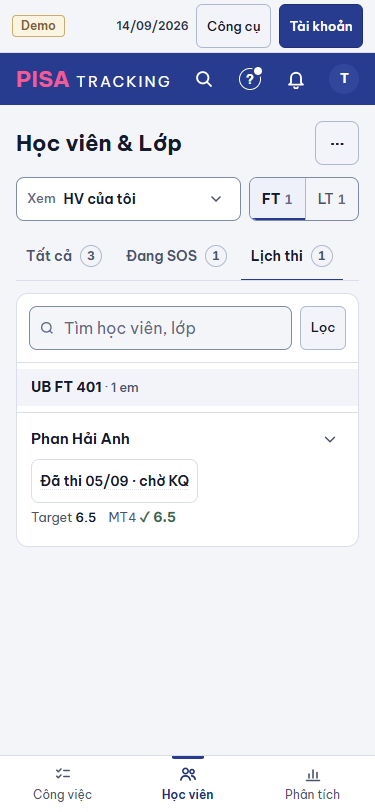 Demo 14/09/2026 Công cụ Tài khoản
PISA TRACKING ? T
Học viên & Lớp ...
Xem HV của tôi FT 1 LT 1
Tất cả 3 Đang SOS 1 Lịch thi 1
Tìm học viên, lớp Lọc
UB FT 401 · 1 em
Phan Hải Anh
Đã thi 05/09 · chờ KQ
Target 6.5 MT4 ✓ 6.5
Công việc Học viên Phân tích